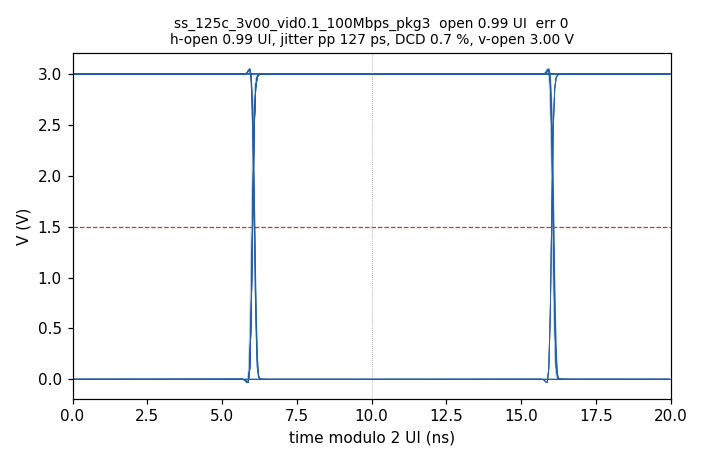 ss_125c_3v00_vid0.1_100Mbps_pkg3  open 0.99 UI  err 0
h-open 0.99 UI, jitter pp 127 ps, DCD 0.7 %, v-open 3.00 V
V (V)
3.0
2.5
2.0
1.5
1.0
0.5
0.0
0.0 2.5 5.0 7.5 10.0 12.5 15.0 17.5 20.0
time modulo 2 UI (ns)